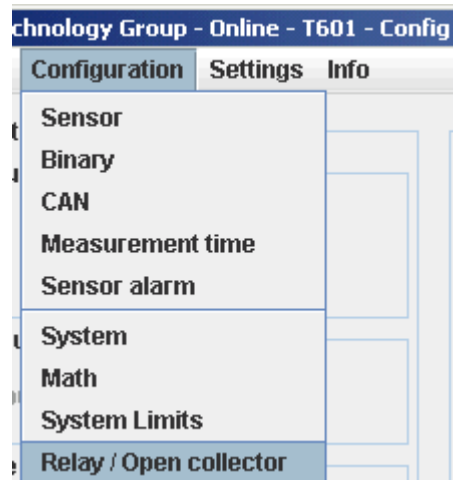 chnology Group - Online - T601 - Config
Configuration Settings Info
Sensor
Binary
CAN
Measurement time
Sensor alarm
System
Math
System Limits
Relay / Open collector